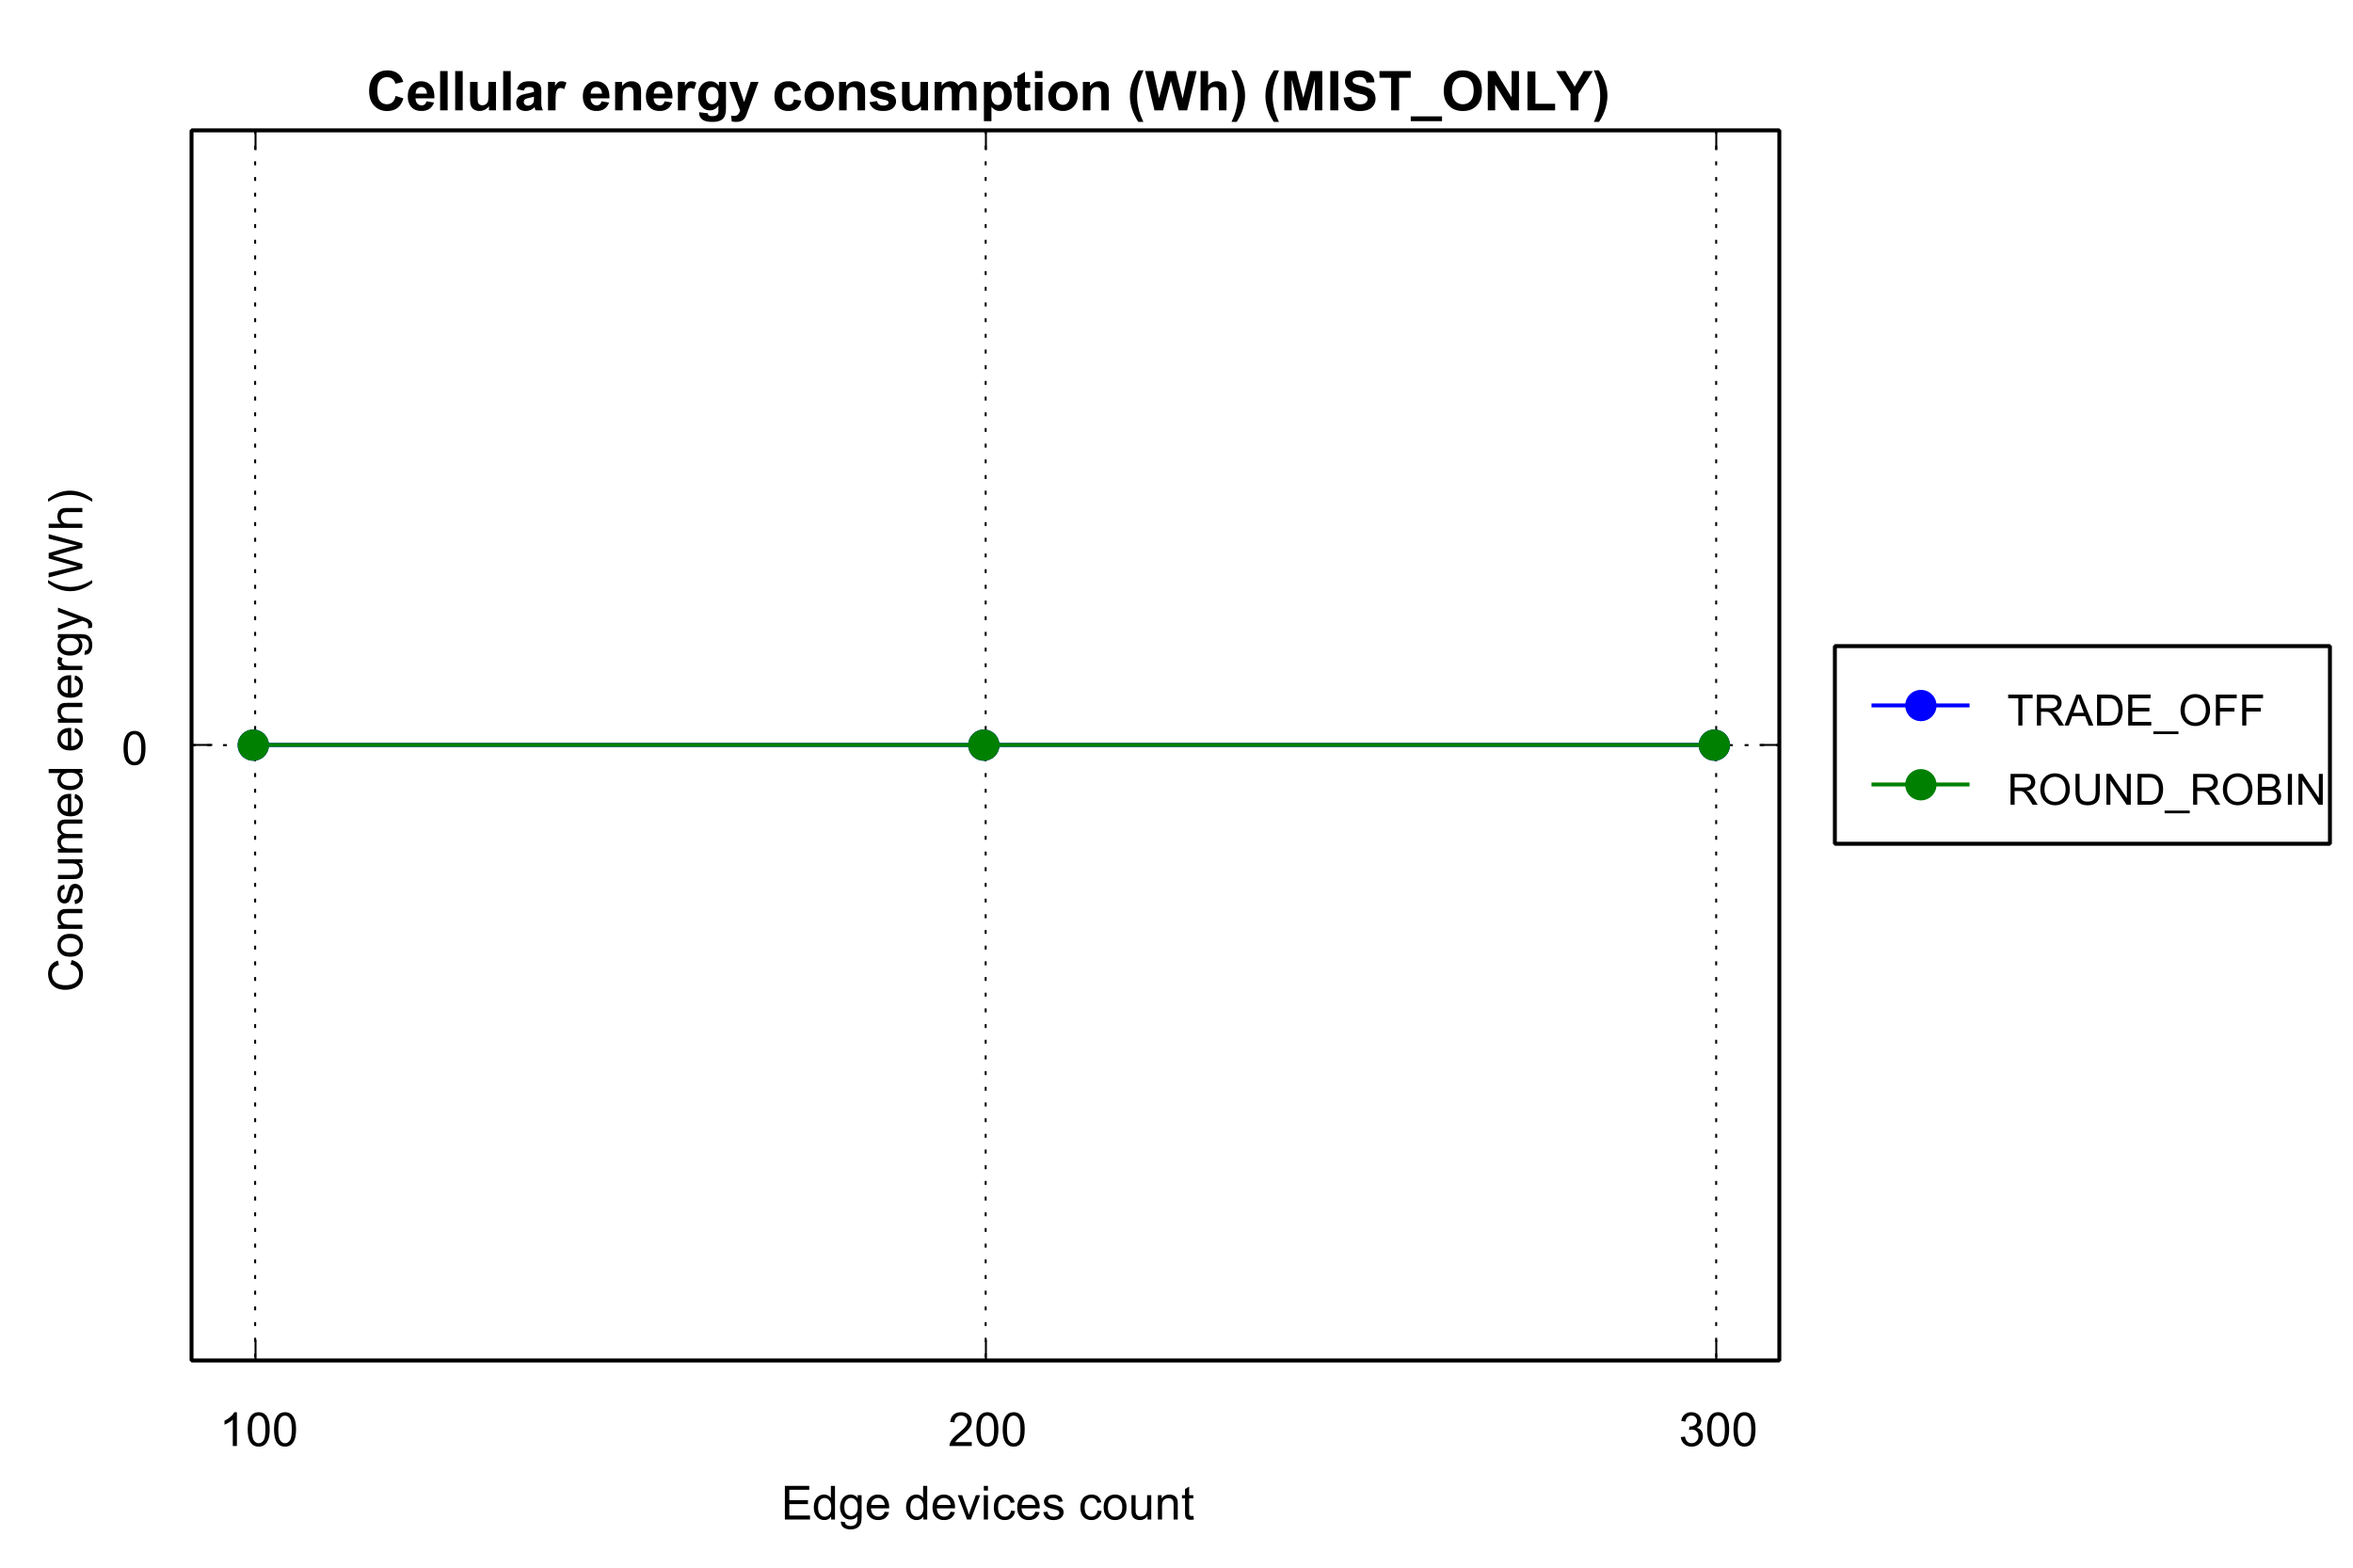 Cellular energy consumption (Wh) (MIST_ONLY)
Consumed energy (Wh)
0
TRADE_OFF
ROUND_ROBIN
100 200 300
Edge devices count